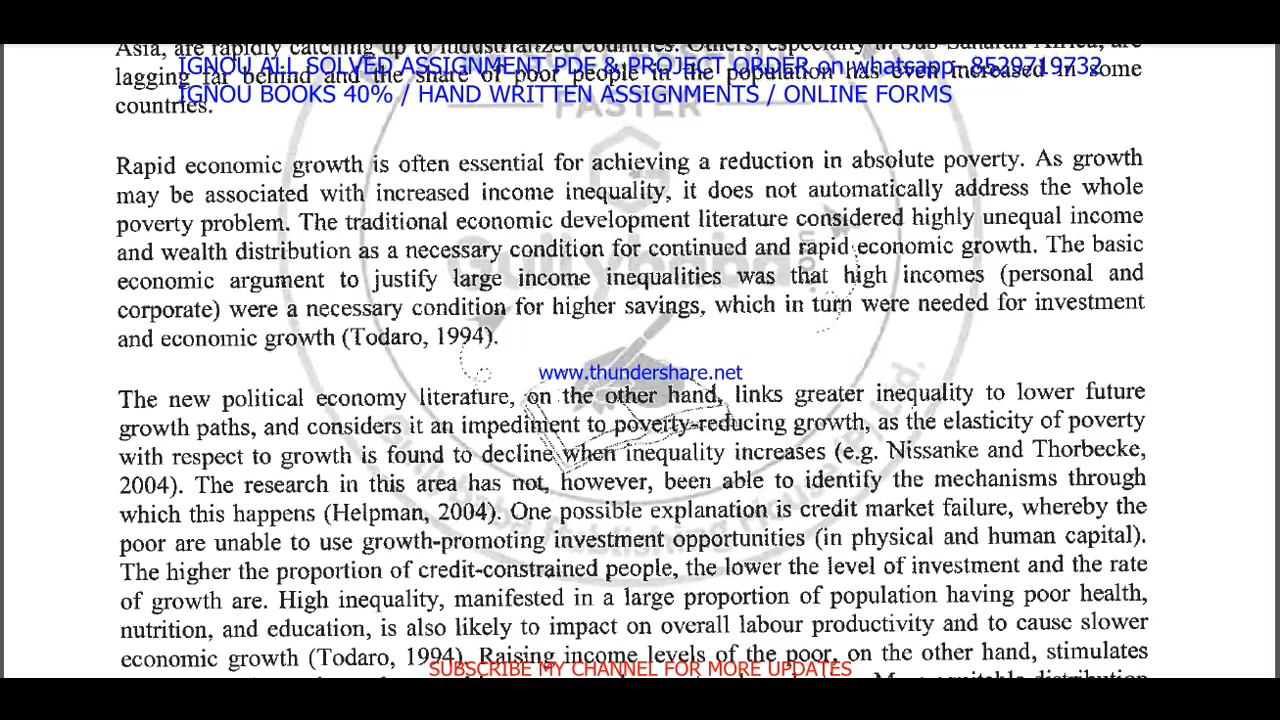 Asia, are rapidly catching up to industrialized countries. Others, especially in Sub-Saharan Africa, are
IGNOU ALL SOLVED ASSIGNMENT PDF & PROJECT ORDER on whatsapp- 8529719732
lagging far behind and the share of poor people in the population has even increased in some
IGNOU BOOKS 40% / HAND WRITTEN ASSIGNMENTS / ONLINE FORMS
countries.
FASTER
Rapid economic growth is often essential for achieving a reduction in absolute poverty. As growth
may be associated with increased income inequality, it does not automatically address the whole
poverty problem. The traditional economic development literature considered highly unequal income
and wealth distribution as a necessary condition for continued and rapid economic growth. The basic
economic argument to justify large income inequalities was that high incomes (personal and
corporate) were a necessary condition for higher savings, which in turn were needed for investment
and economic growth (Todaro, 1994).
www.thundershare.net
The new political economy literature, on the other hand, links greater inequality to lower future
growth paths, and considers it an impediment to poverty-reducing growth, as the elasticity of poverty
with respect to growth is found to decline when inequality increases (e.g. Nissanke and Thorbecke,
2004). The research in this area has not, however, been able to identify the mechanisms through
which this happens (Helpman, 2004). One possible explanation is credit market failure, whereby the
poor are unable to use growth-promoting investment opportunities (in physical and human capital).
The higher the proportion of credit-constrained people, the lower the level of investment and the rate
of growth are. High inequality, manifested in a large proportion of population having poor health,
nutrition, and education, is also likely to impact on overall labour productivity and to cause slower
economic growth (Todaro, 1994). Raising income levels of the poor, on the other hand, stimulates
SUBSCRIBE MY CHANNEL FOR MORE UPDATES
Gullybaba Publishing House (P) Ltd.